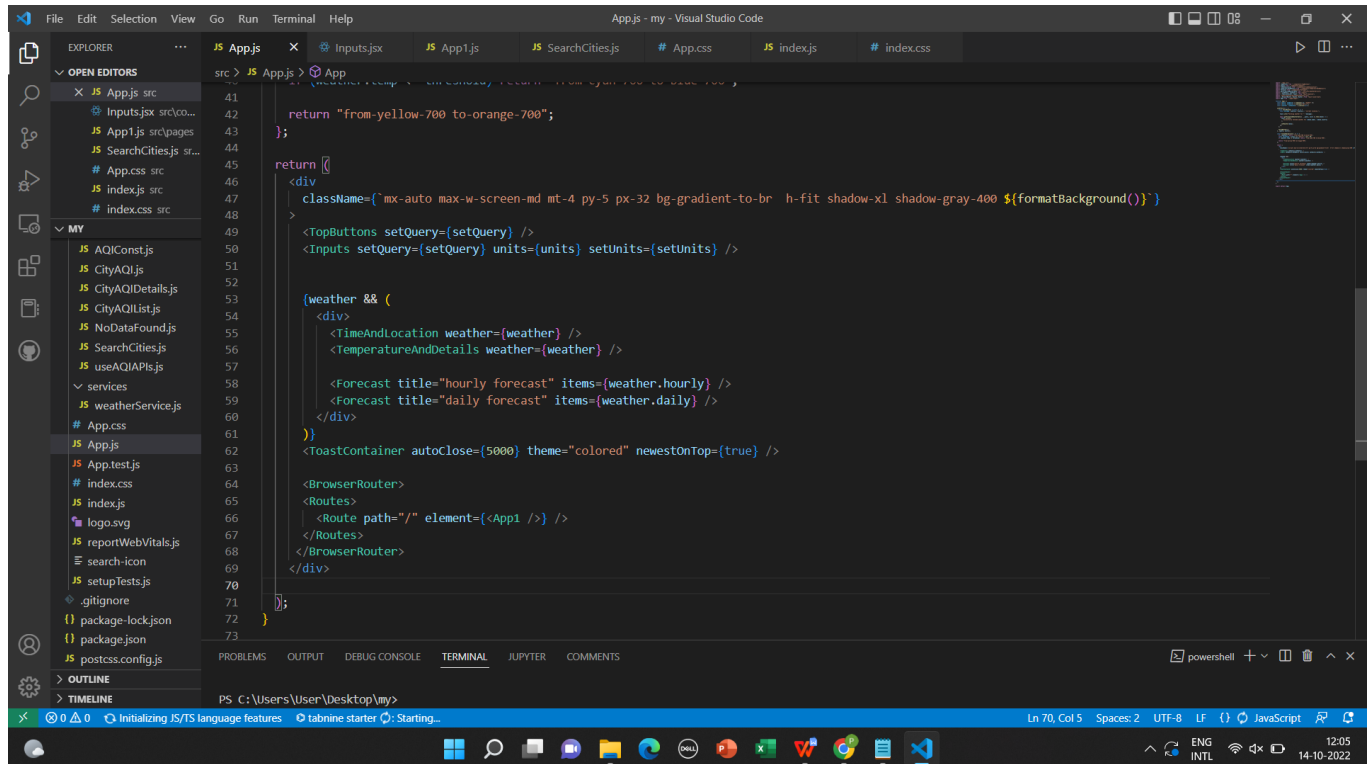 File Edit Selection View Go Run Terminal Help
App.js - my - Visual Studio Code
EXPLORER
JS App.js
Inputs.jsx
JS App1.js
JS SearchCities.js
# App.css
JS index.js
# index.css
OPEN EDITORS
JS App.js src
Inputs.jsx src\co...
JS App1.js src\pages
JS SearchCities.js sr...
# App.css src
JS index.js src
# index.css src
MY
JS AQIConst.js
JS CityAQI.js
JS CityAQIDetails.js
JS CityAQIList.js
JS NoDataFound.js
JS SearchCities.js
JS useAQIAPIs.js
services
JS weatherService.js
# App.css
JS App.js
JS App.test.js
# index.css
JS index.js
logo.svg
JS reportWebVitals.js
search-icon
JS setupTests.js
.gitignore
{} package-lock.json
{} package.json
JS postcss.config.js
OUTLINE
TIMELINE
src > JS App.js > App
41
42 return "from-yellow-700 to-orange-700";
43 };
44
45 return (
46 <div
47 className={`mx-auto max-w-screen-md mt-4 py-5 px-32 bg-gradient-to-br  h-fit shadow-xl shadow-gray-400 ${formatBackground()}`}
48 >
49 <TopButtons setQuery={setQuery} />
50 <Inputs setQuery={setQuery} units={units} setUnits={setUnits} />
51
52
53 {weather && (
54 <div>
55 <TimeAndLocation weather={weather} />
56 <TemperatureAndDetails weather={weather} />
57
58 <Forecast title="hourly forecast" items={weather.hourly} />
59 <Forecast title="daily forecast" items={weather.daily} />
60 </div>
61 )}
62 <ToastContainer autoClose={5000} theme="colored" newestOnTop={true} />
63
64 <BrowserRouter>
65 <Routes>
66 <Route path="/" element={<App1 />} />
67 </Routes>
68 </BrowserRouter>
69 </div>
70
71 );
72 }
73
PROBLEMS OUTPUT DEBUG CONSOLE TERMINAL JUPYTER COMMENTS
powershell
PS C:\Users\User\Desktop\my>
0 0 Initializing JS/TS language features tabnine starter : Starting...
Ln 70, Col 5 Spaces: 2 UTF-8 LF {} JavaScript
DELL
ENG
INTL
12:05
14-10-2022